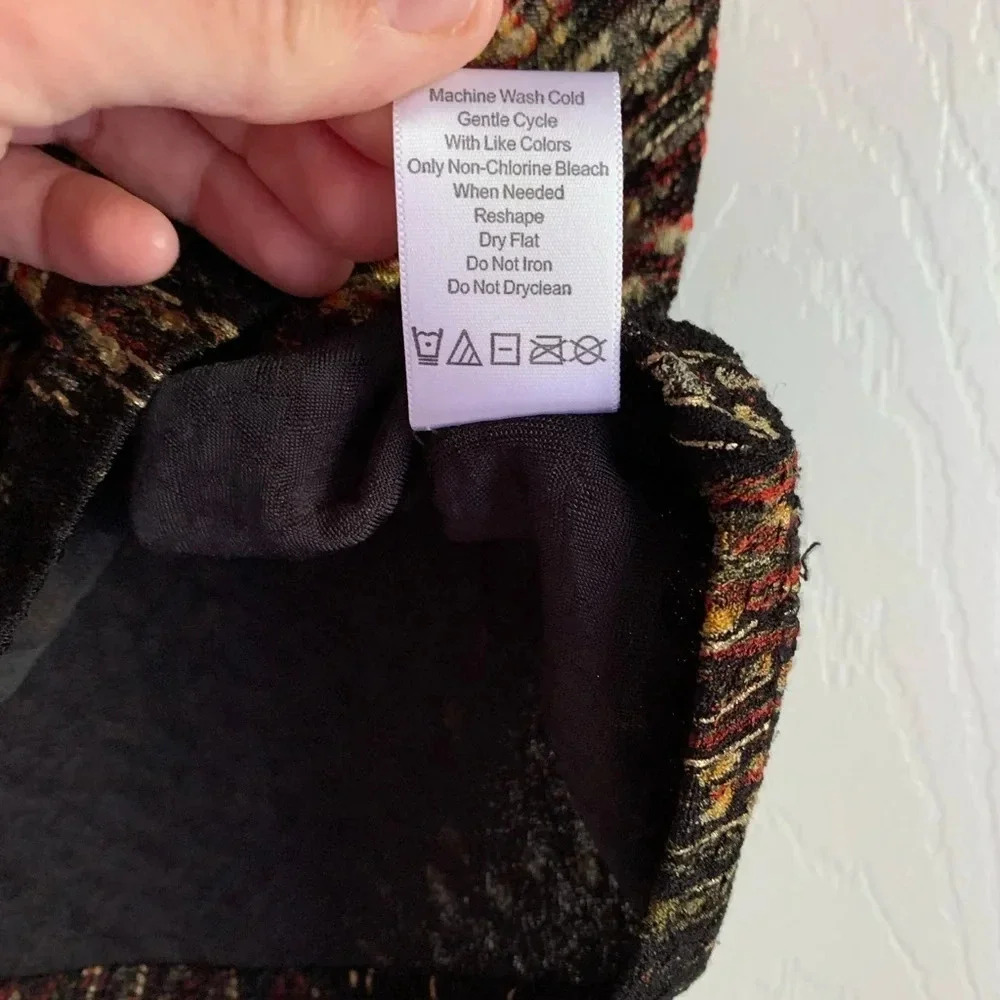 Machine Wash Cold
Gentle Cycle
With Like Colors
Only Non-Chlorine Bleach
When Needed
Reshape
Dry Flat
Do Not Iron
Do Not Dryclean